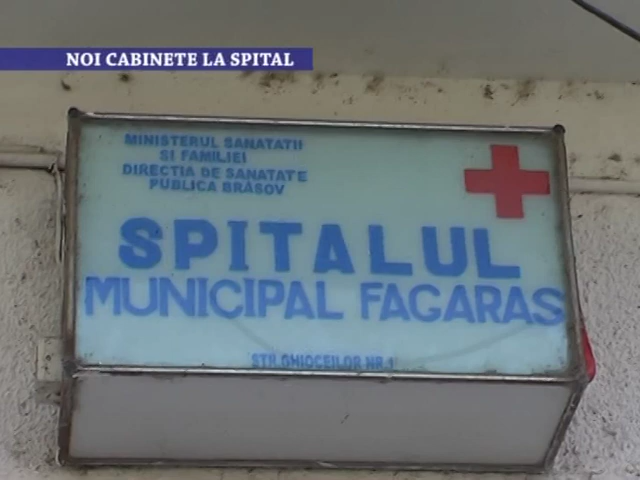 NOI CABINETE LA SPITAL
MINISTERUL SANATATII
SI FAMILIEI
DIRECTIA DE SANATATE
PUBLICA BRASOV
SPITALUL
MUNICIPAL FAGARAS
STR.GHIOCEILOR NR.1